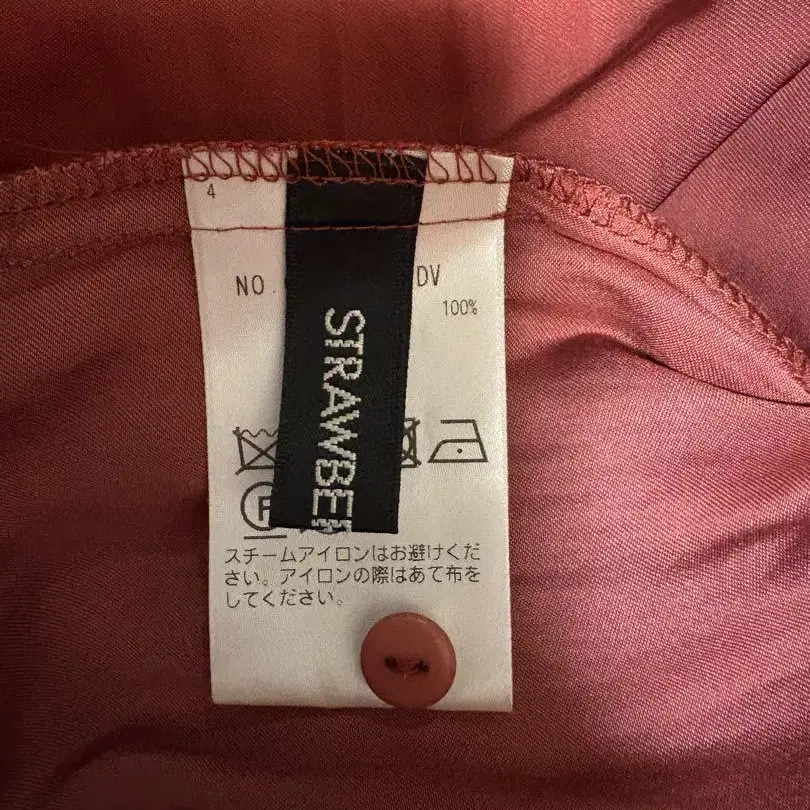 4
NO.
DV
100%
STRAWBE
F
スチームアイロンはお避けくだ
さい。アイロンの際はあて布を
してください。